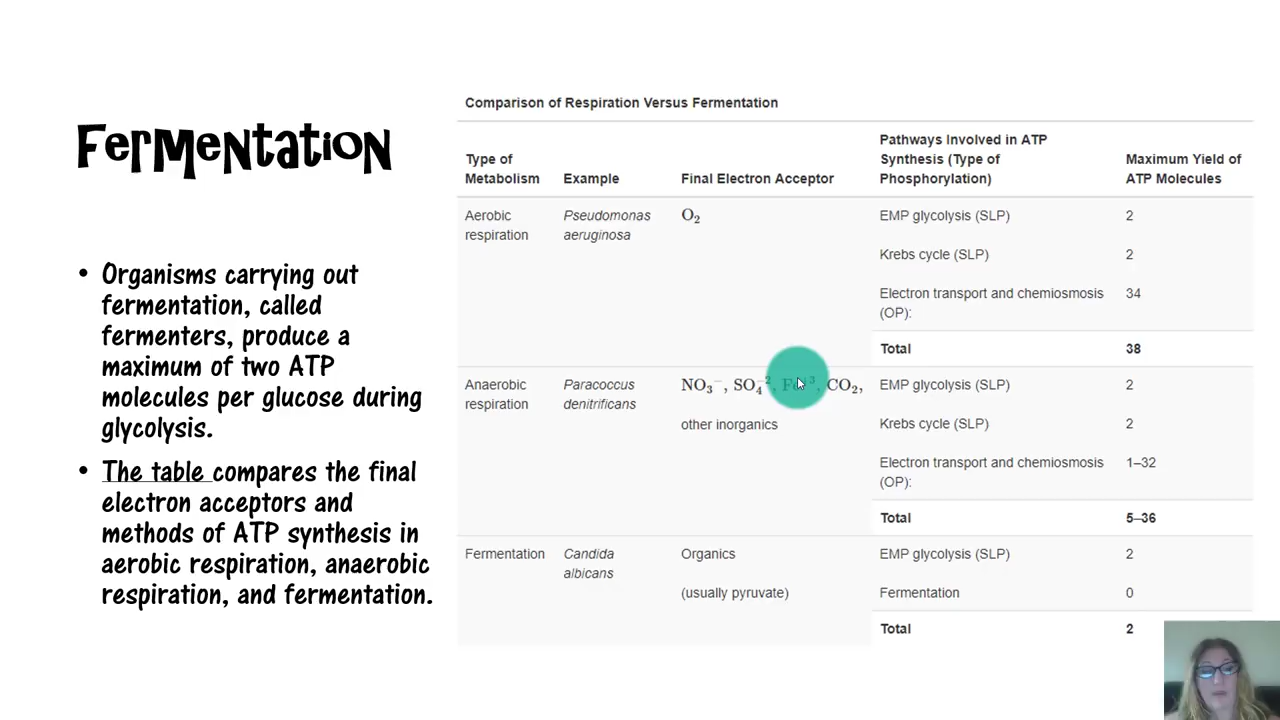 Fermentation
• Organisms carrying out
fermentation, called
fermenters, produce a
maximum of two ATP
molecules per glucose during
glycolysis.
• The table compares the final
electron acceptors and
methods of ATP synthesis in
aerobic respiration, anaerobic
respiration, and fermentation.
Comparison of Respiration Versus Fermentation
Type of Metabolism Example Final Electron Acceptor Pathways Involved in ATP Synthesis (Type of Phosphorylation) Maximum Yield of ATP Molecules
Aerobic respiration Pseudomonas aeruginosa O₂ EMP glycolysis (SLP) 2
Krebs cycle (SLP) 2
Electron transport and chemiosmosis (OP): 34
Total 38
Anaerobic respiration Paracoccus denitrificans NO₃⁻, SO₄⁻², CO₂, EMP glycolysis (SLP) 2
other inorganics Krebs cycle (SLP) 2
Electron transport and chemiosmosis (OP): 1–32
Total 5–36
Fermentation Candida albicans Organics EMP glycolysis (SLP) 2
(usually pyruvate) Fermentation 0
Total 2